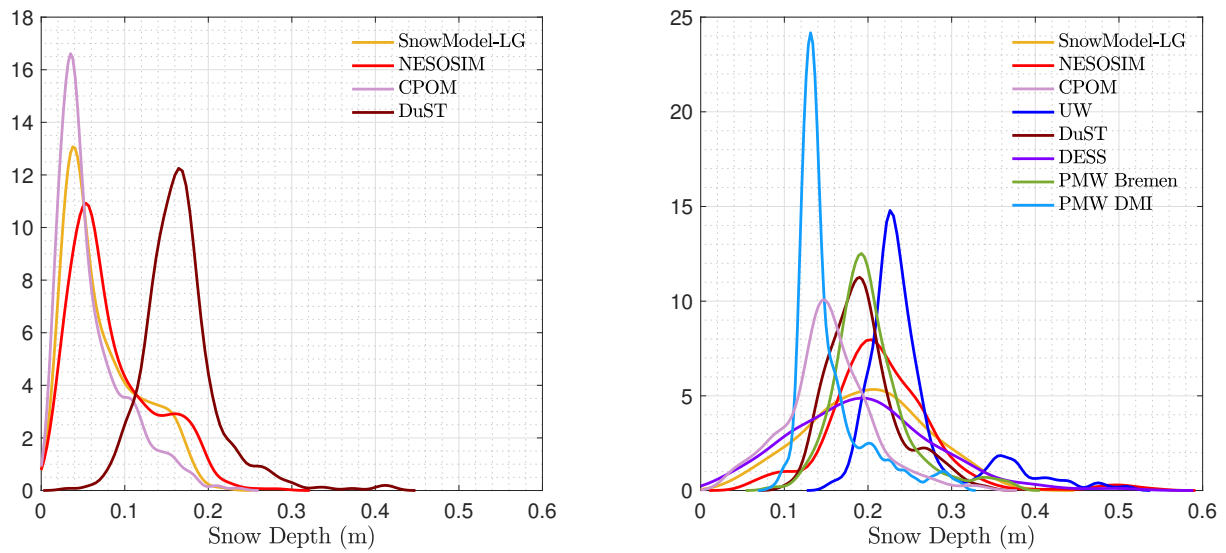 18
16
14
12
10
8
6
4
2
0
0 0.1 0.2 0.3 0.4 0.5 0.6
Snow Depth (m)
SnowModel-LG
NESOSIM
CPOM
DuST
25
20
15
10
5
0
0 0.1 0.2 0.3 0.4 0.5 0.6
Snow Depth (m)
SnowModel-LG
NESOSIM
CPOM
UW
DuST
DESS
PMW Bremen
PMW DMI